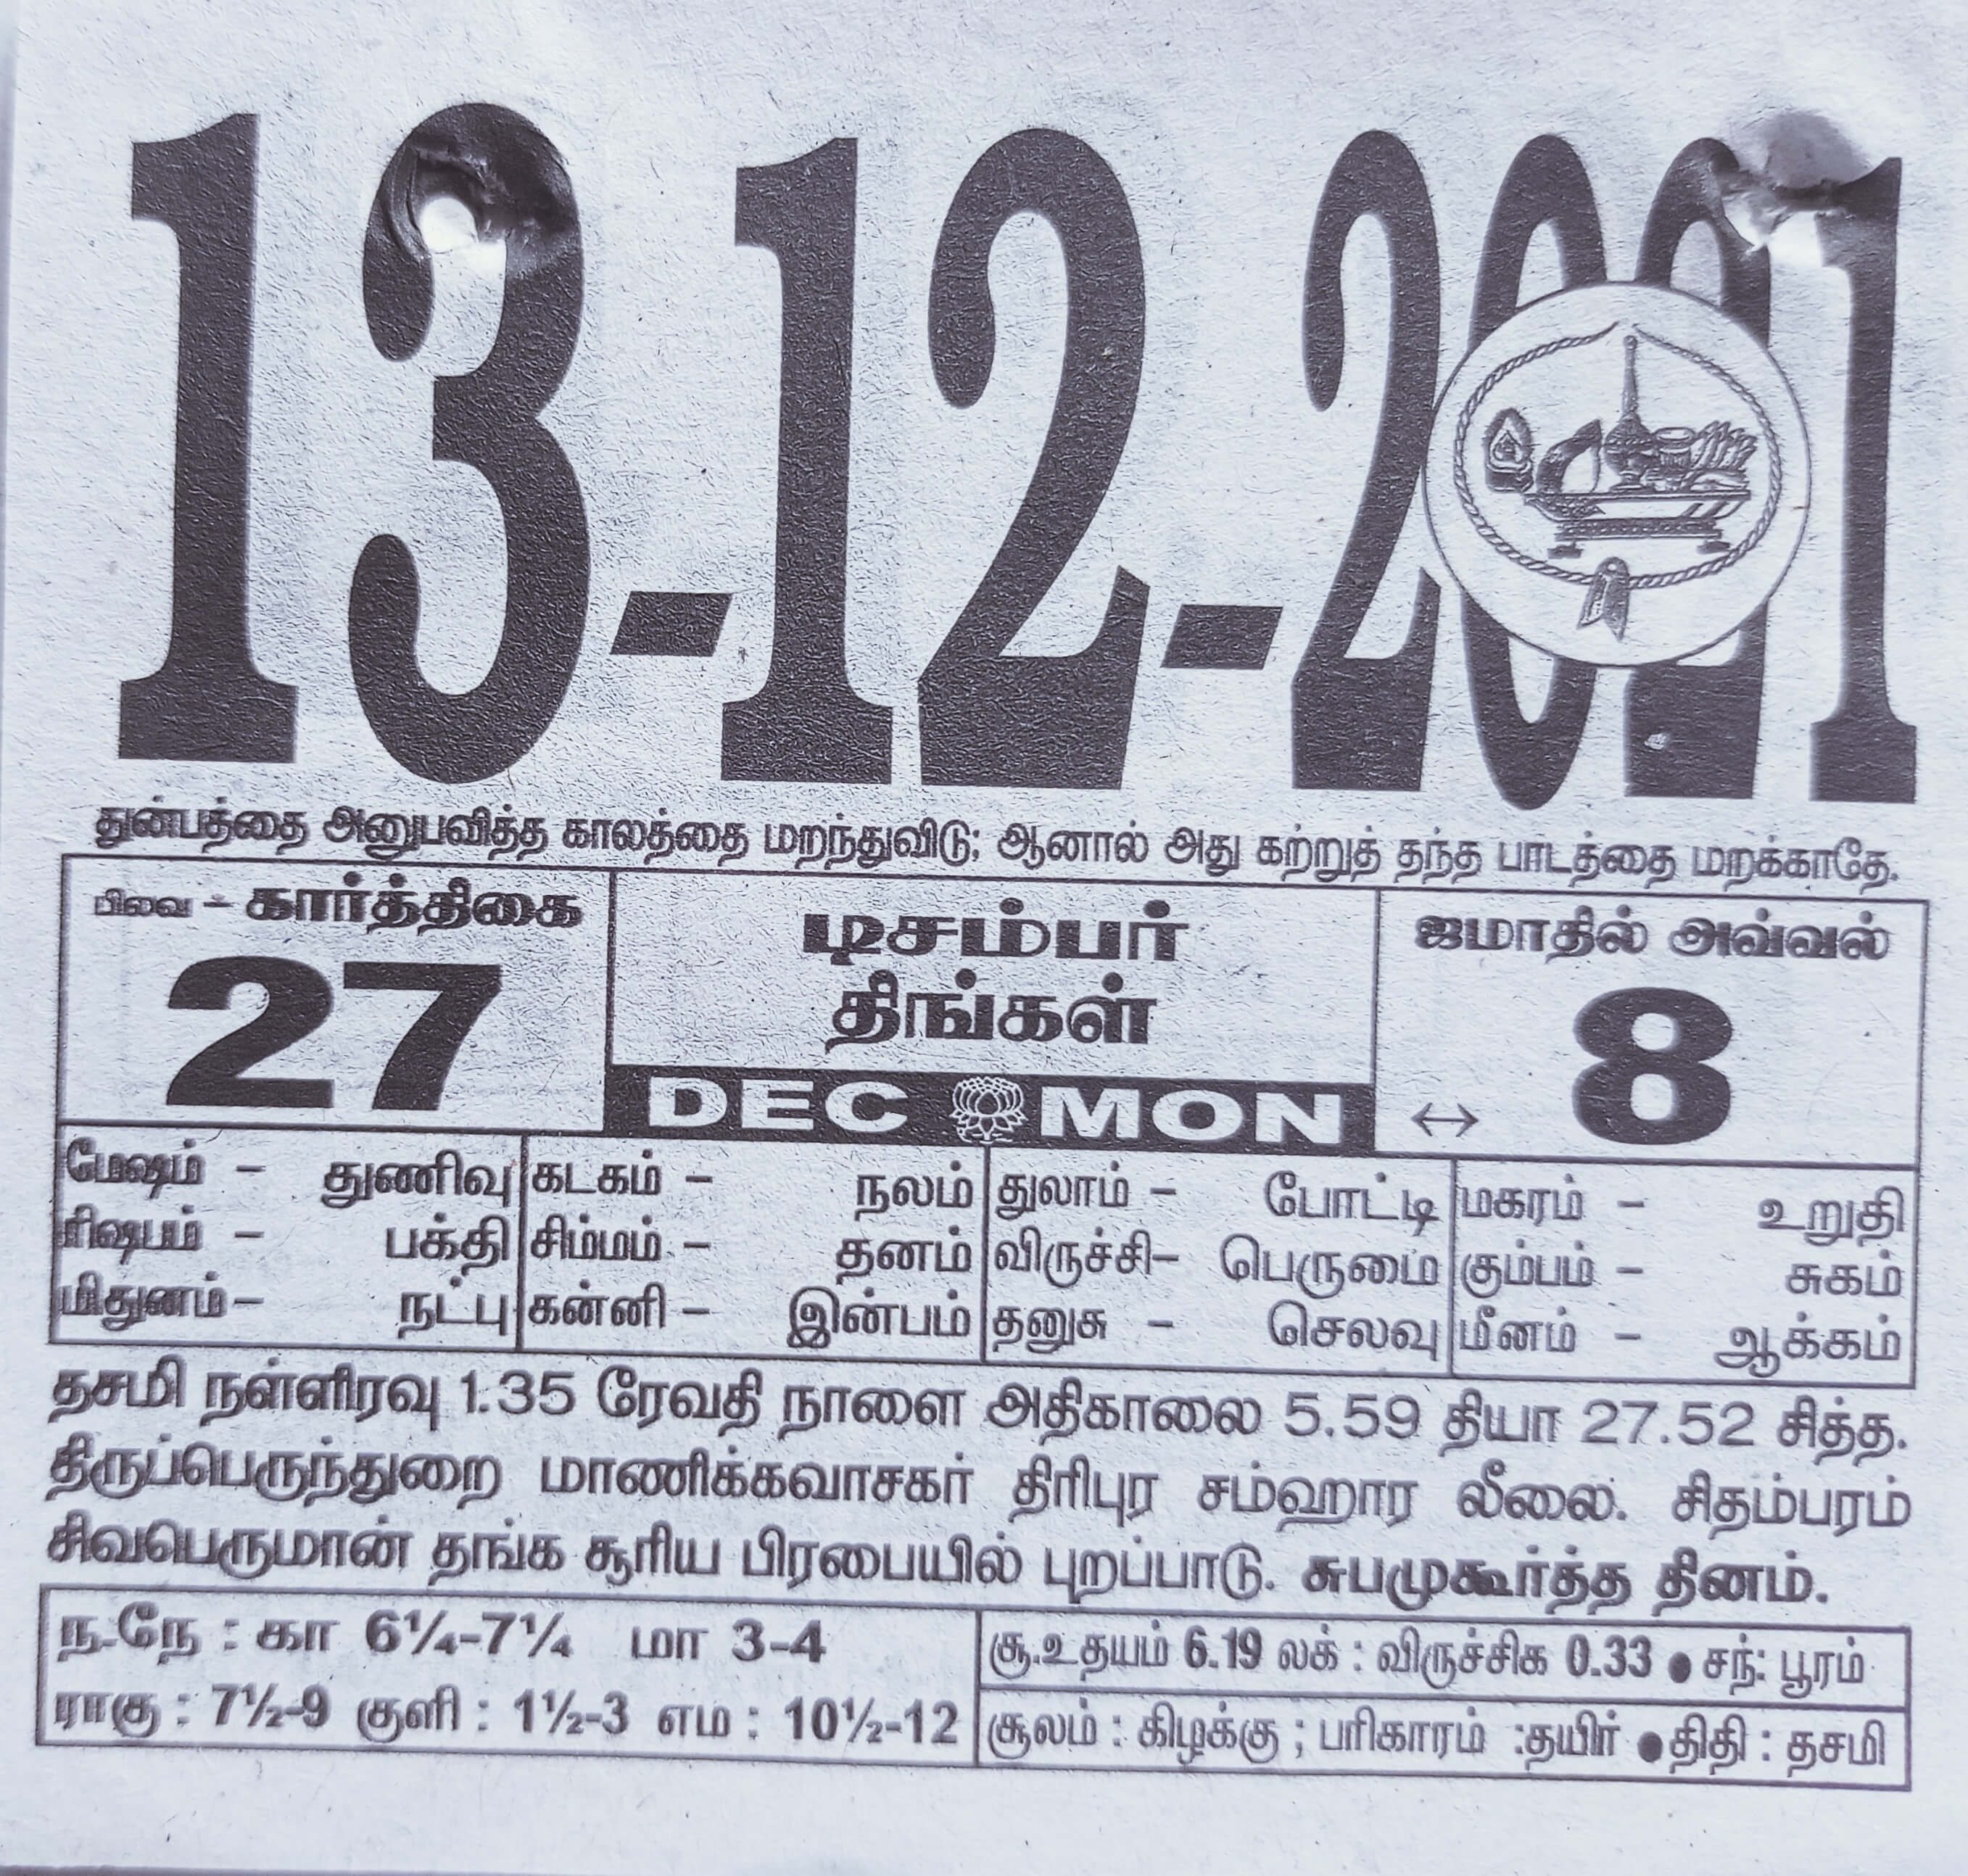 13-12-2021
துன்பத்தை அனுபவித்த காலத்தை மறந்துவிடு; ஆனால் அது கற்றுத் தந்த பாடத்தை மறக்காதே.
பிலவ - கார்த்திகை
27
டிசம்பர்
திங்கள்
DEC MON
ஜமாதில் அவ்வல்
↔ 8
மேஷம் - துணிவு
ரிஷபம் - பக்தி
மிதுனம் - நட்பு
கடகம் - நலம்
சிம்மம் - தனம்
கன்னி - இன்பம்
துலாம் - போட்டி
விருச்சி- பெருமை
தனுசு - செலவு
மகரம் - உறுதி
கும்பம் - சுகம்
மீனம் - ஆக்கம்
தசமி நள்ளிரவு 1.35 ரேவதி நாளை அதிகாலை 5.59 தியா 27.52 சித்த.
திருப்பெருந்துறை மாணிக்கவாசகர் திரிபுர சம்ஹார லீலை. சிதம்பரம்
சிவபெருமான் தங்க சூரிய பிரபையில் புறப்பாடு. சுபமுகூர்த்த தினம்.
ந-நே : கா 6¼-7¼ மா 3-4
ராகு : 7½-9 குளி : 1½-3 எம : 10½-12
சூ.உதயம் 6.19 லக் : விருச்சிக 0.33 ● சந்: பூரம்
சூலம் : கிழக்கு ; பரிகாரம் :தயிர் ● திதி : தசமி